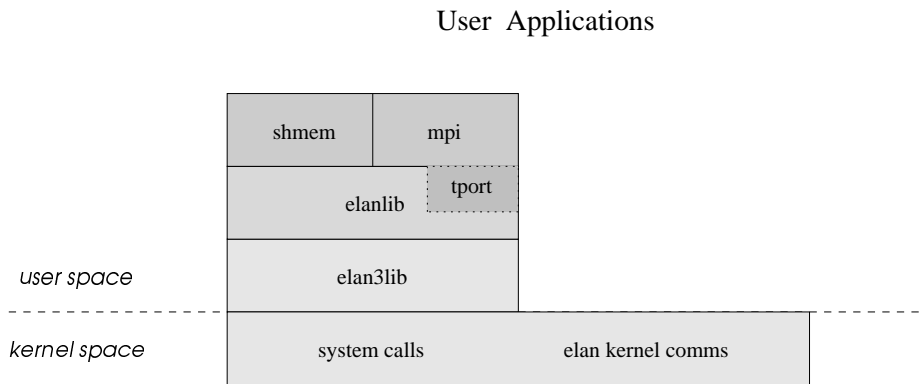 User Applications
shmem
mpi
tport
elanlib
user space
elan3lib
kernel space
system calls
elan kernel comms